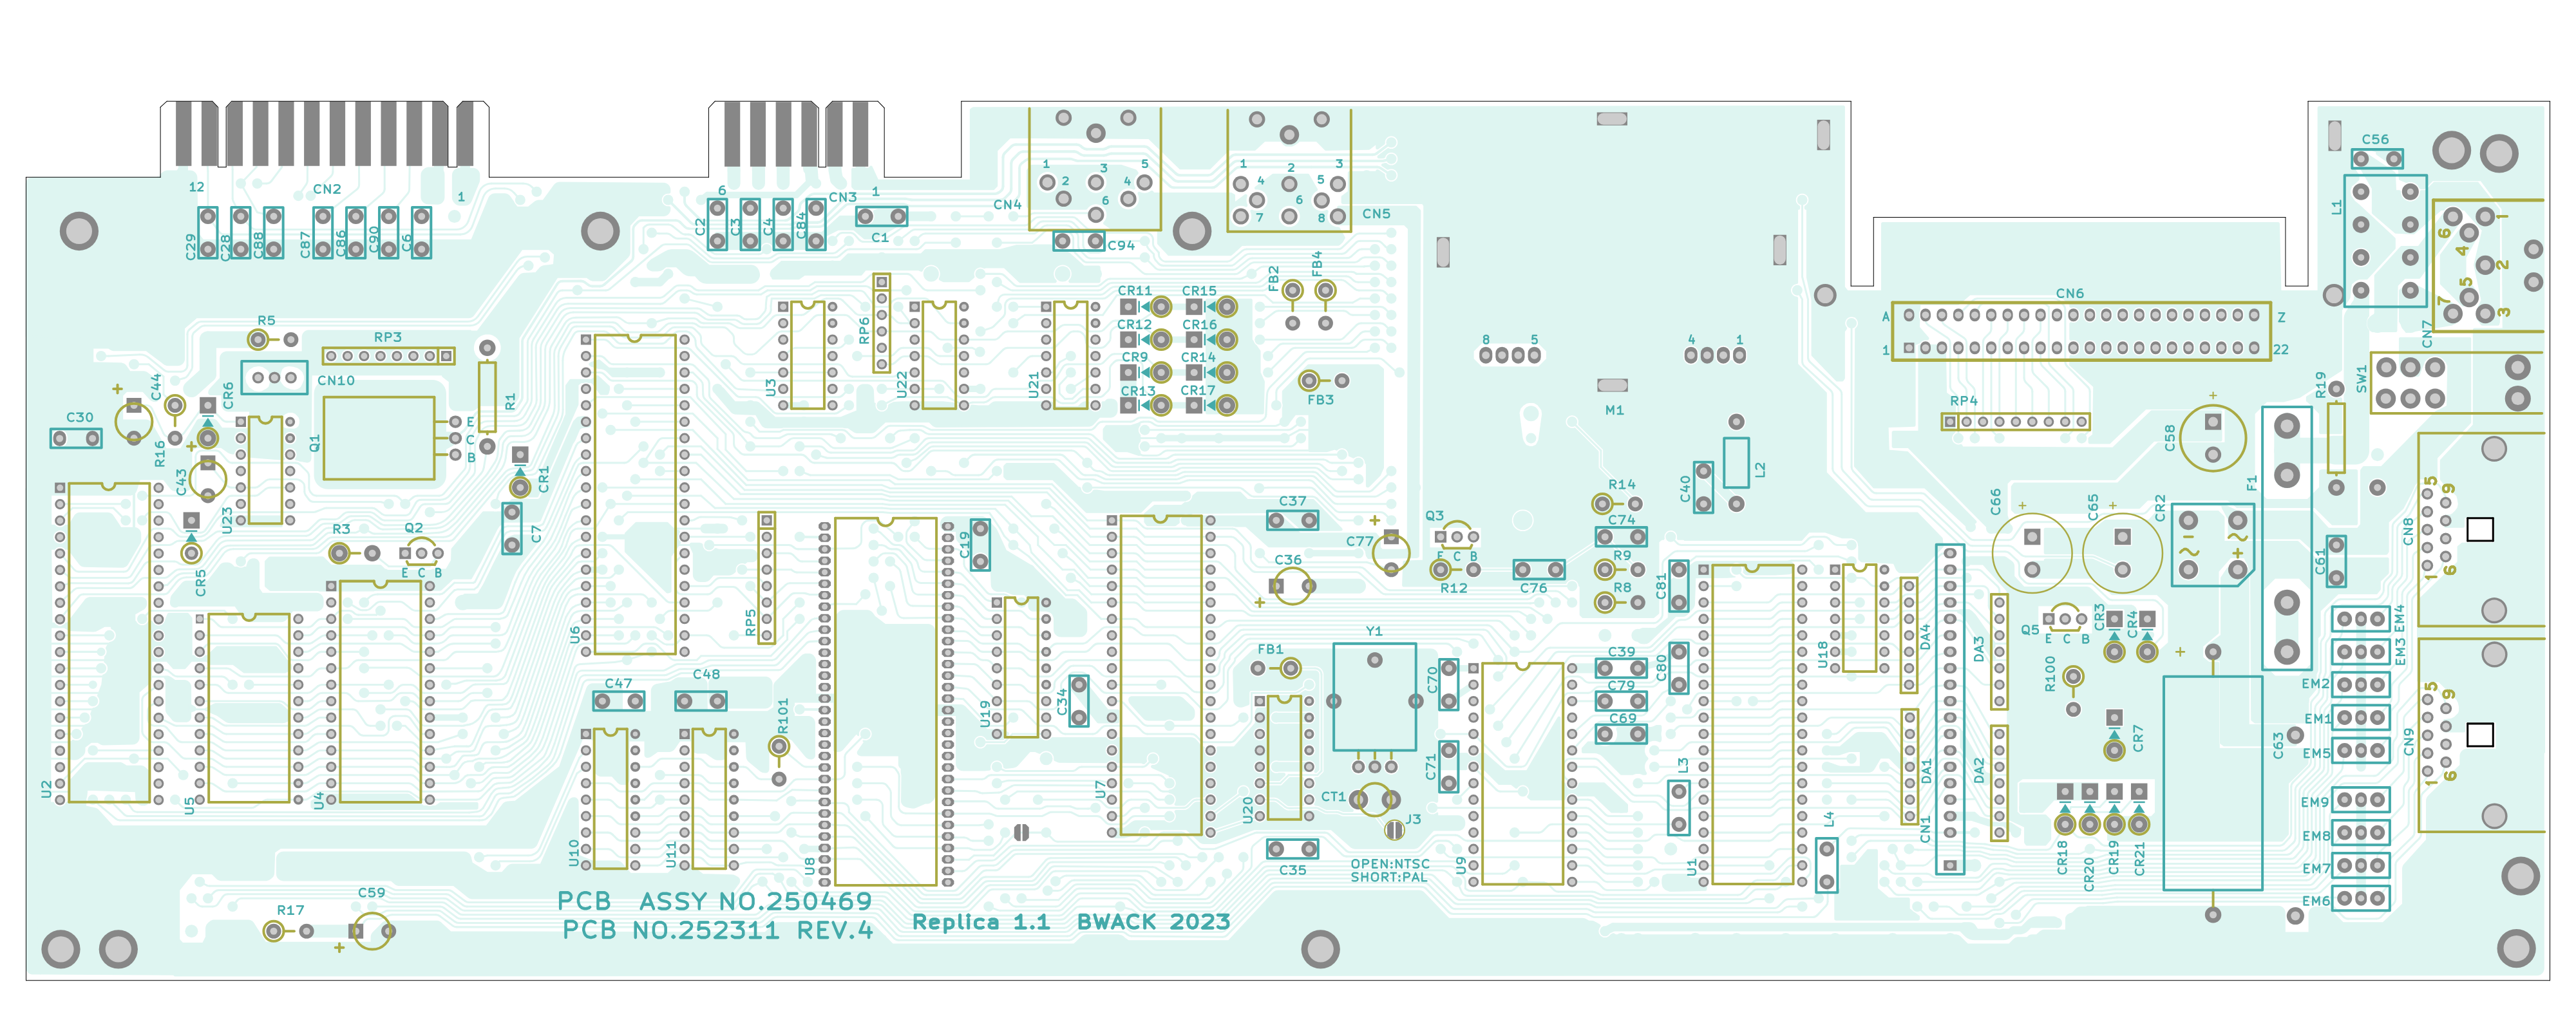 C56
12
CN2
1
6
CN3
1
CN4
1
2
3
4
5
6
1
4
2
6
3
5
7
8
CN5
L1
6
4
1
2
5
7
3
C29
C28
C88
C87
C86
C90
C6
C2
C3
C4
C84
C1
C94
FB2
FB4
CR11
CR15
CN6
A
Z
1
22
CN7
R5
RP3
RP6
CR12
CR16
CR9
CR14
CR13
CR17
U3
U22
U21
8
5
4
1
CN10
C44
CR6
R1
FB3
M1
SW1
R19
RP4
C30
R16
Q1
E
C
B
C58
C43
CR1
L2
F1
U23
R14
C40
C66
C65
CR2
5
9
CN8
1
6
R3
Q2
E C B
C7
C37
C74
Q3
E C B
C77
C19
C36
R9
R12
C76
R8
C81
C61
CR5
U6
RP5
Y1
DA4
DA3
Q5
E C B
CR3
CR4
EM4
EM3
FB1
C39
C80
U18
R100
EM2
C47
C48
C34
C70
C79
5
9
R101
U19
C69
EM1
CN9
CR7
C63
EM5
C71
L3
DA1
DA2
1
6
U2
U5
U4
U7
U20
CT1
J3
EM9
CN1
L4
EM8
U10
U11
U8
C35
OPEN:NTSC
SHORT:PAL
U9
U1
CR18
CR20
CR19
CR21
EM7
EM6
C59
R17
PCB ASSY NO.250469
PCB NO.252311 REV.4
Replica 1.1 BWACK 2023